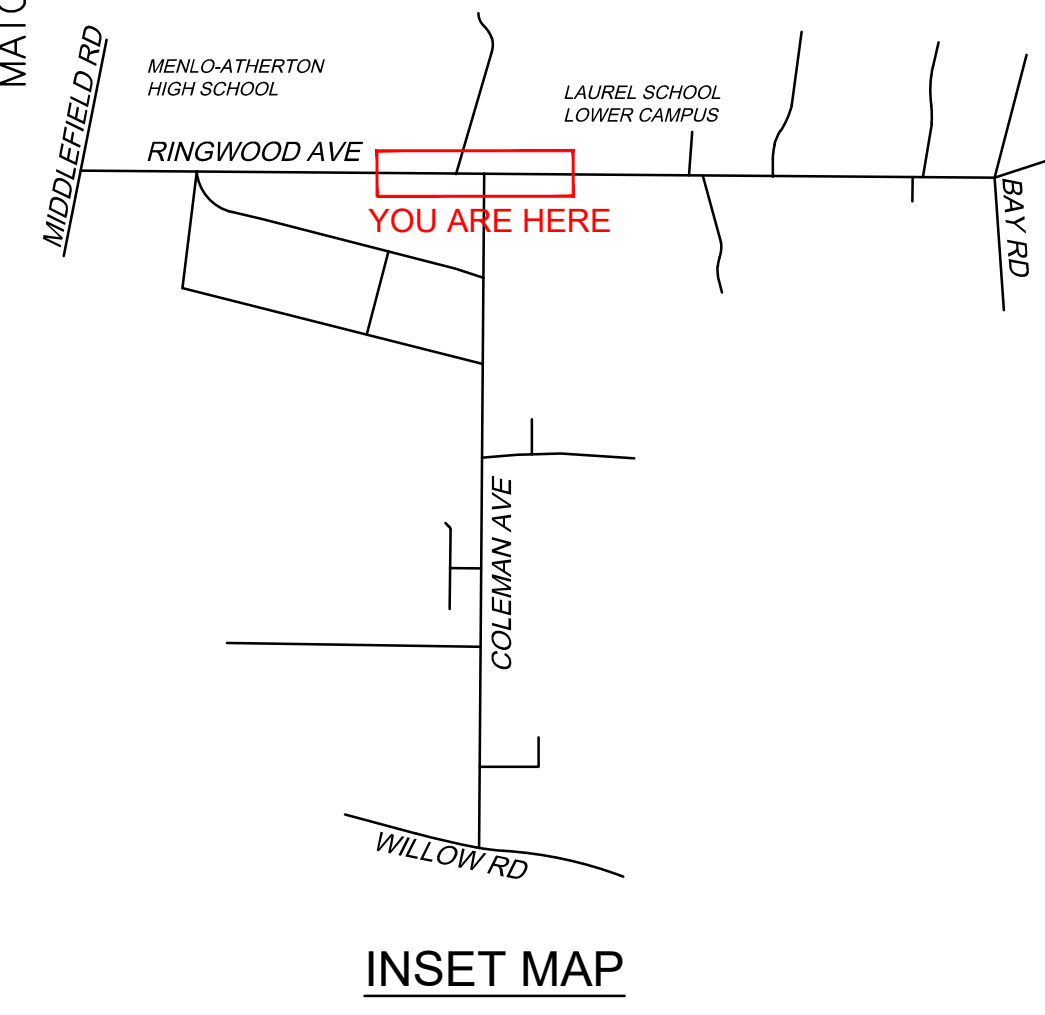 MIDDLEFIELD RD
MENLO-ATHERTON
HIGH SCHOOL
LAUREL SCHOOL
LOWER CAMPUS
RINGWOOD AVE
YOU ARE HERE
BAY RD
COLEMAN AVE
WILLOW RD
INSET MAP